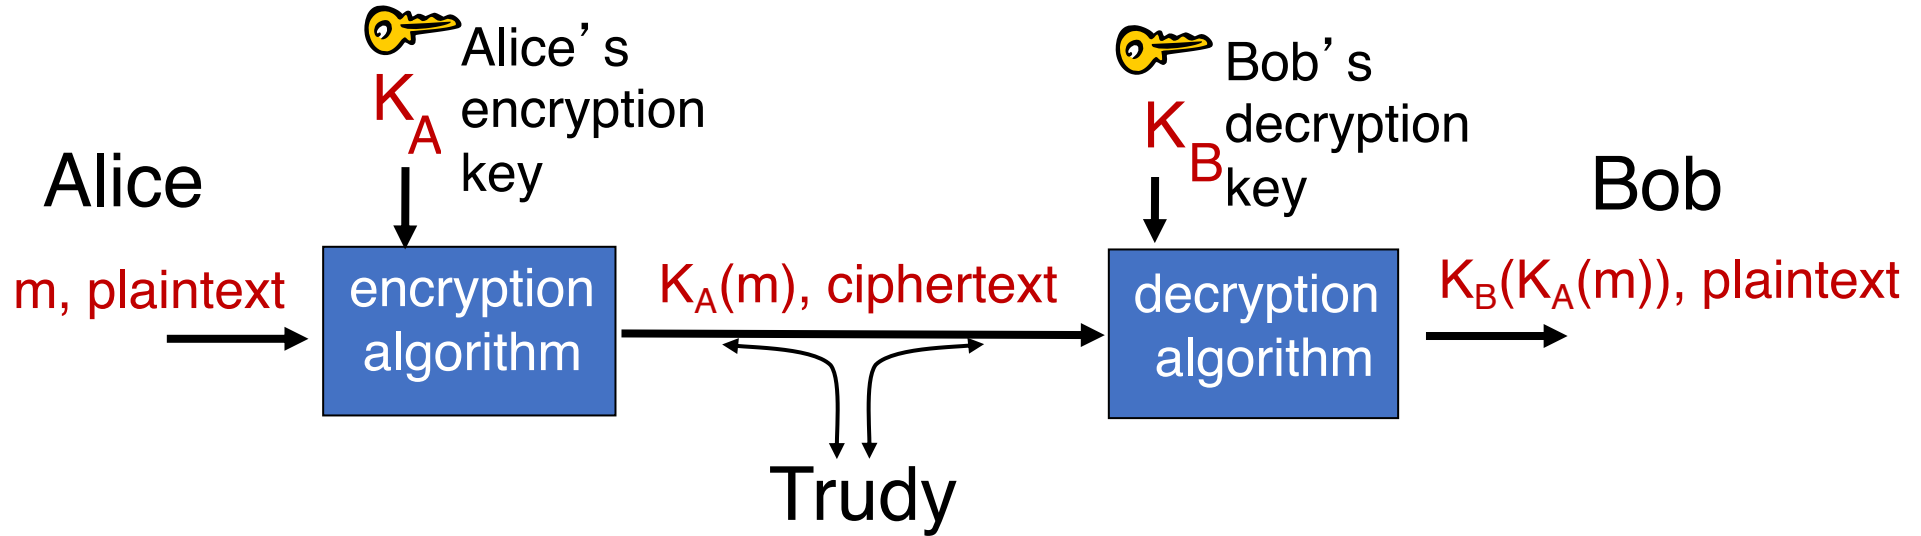 Alice’s
encryption
key
K_A
Bob’s
decryption
key
K_B
Alice
Bob
m, plaintext
encryption
algorithm
K_A(m), ciphertext
decryption
algorithm
K_B(K_A(m)), plaintext
Trudy